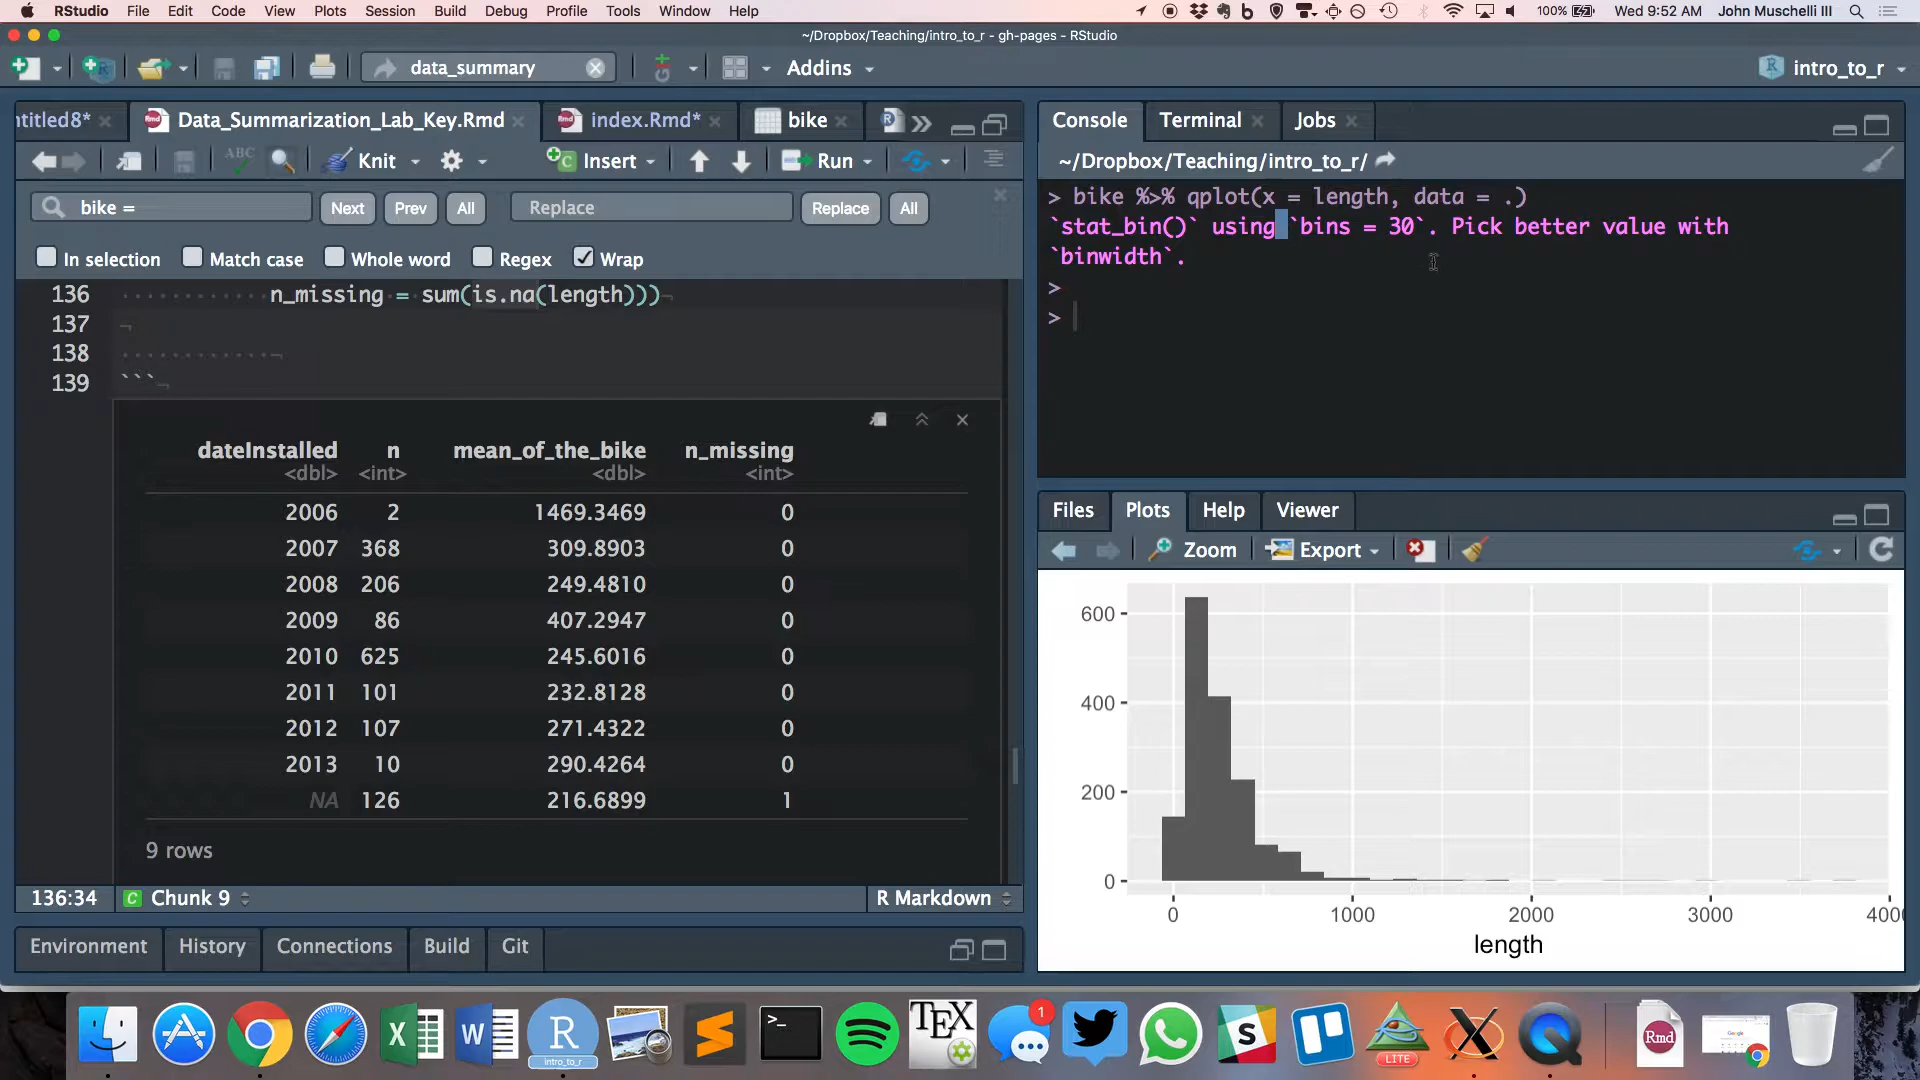 RStudio File Edit Code View Plots Session Build Debug Profile Tools Window Help 100% Wed 9:52 AM John Muschelli III
~/Dropbox/Teaching/intro_to_r - gh-pages - RStudio
data_summary Addins intro_to_r
ntitled8* Data_Summarization_Lab_Key.Rmd index.Rmd* bike
ABC Knit Insert Run
bike = Next Prev All Replace Replace All
In selection Match case Whole word Regex Wrap
136 n_missing = sum(is.na(length)))
137
138
139 ```
dateInstalled n mean_of_the_bike n_missing
<dbl> <int> <dbl> <int>
2006 2 1469.3469 0
2007 368 309.8903 0
2008 206 249.4810 0
2009 86 407.2947 0
2010 625 245.6016 0
2011 101 232.8128 0
2012 107 271.4322 0
2013 10 290.4264 0
NA 126 216.6899 1
9 rows
136:34 C Chunk 9 R Markdown
Environment History Connections Build Git
Console Terminal Jobs
~/Dropbox/Teaching/intro_to_r/
> bike %>% qplot(x = length, data = .)
`stat_bin()` using `bins = 30`. Pick better value with
`binwidth`.
>
>
Files Plots Help Viewer
Zoom Export
600
400
200
0
0 1000 2000 3000 400
length
X W R intro_to_r >_ TEX 1 S LITE X Rmd